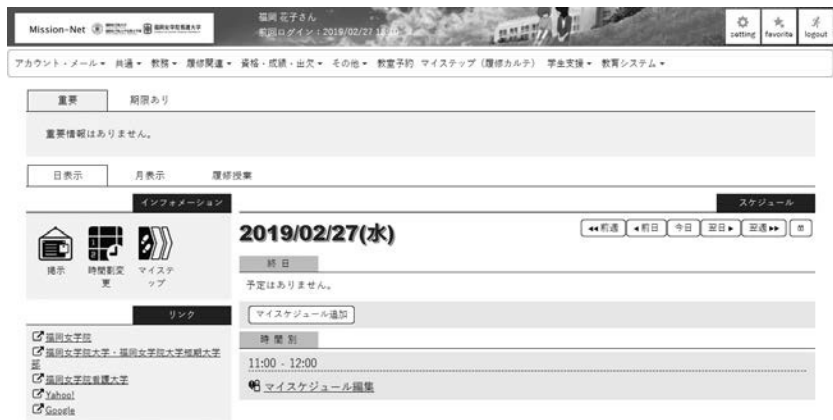 Mission-Net
福岡女学院看護大学
福岡 花子さん
前回ログイン：2019/02/27
setting
favorite
logout
アカウント・メール
共通
教務
履修関連
資格・成績・出欠
その他
教室予約
マイステップ（履修カルテ）
学生支援
教育システム
重要
期限あり
重要情報はありません。
日表示
月表示
履修授業
インフォメーション
掲示
時間割変
更
マイステ
ップ
リンク
福岡女学院
福岡女学院大学・福岡女学院大学短期大学
部
福岡女学院看護大学
Yahoo!
Google
スケジュール
2019/02/27(水)
前週
前日
今日
翌日
翌週
終日
予定はありません。
マイスケジュール追加
時間別
11:00 - 12:00
マイスケジュール編集